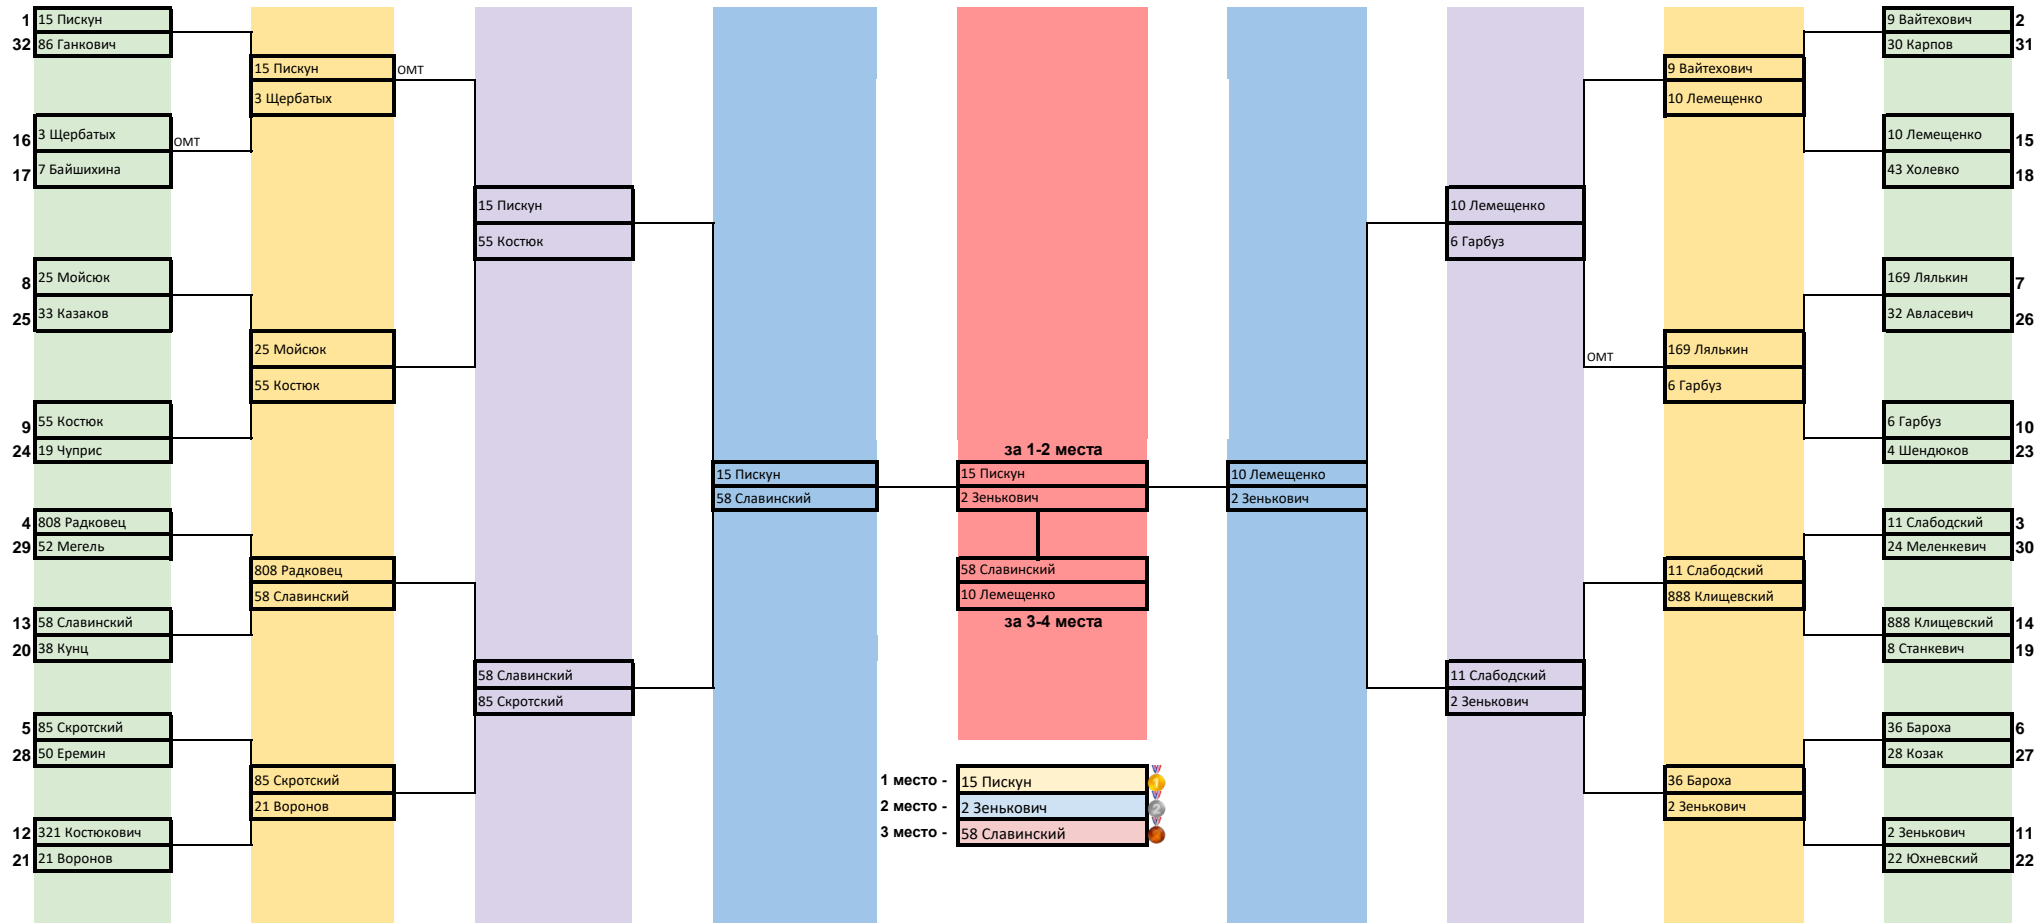 1 15 Пискун
32 86 Ганкович
16 3 Щербатых ОМТ
17 7 Байшихина
8 25 Мойсюк
25 33 Казаков
9 55 Костюк
24 19 Чуприс
4 808 Радковец
29 52 Мегель
13 58 Славинский
20 38 Кунц
5 85 Скротский
28 50 Еремин
12 321 Костюкович
21 21 Воронов
15 Пискун ОМТ
3 Щербатых
25 Мойсюк
55 Костюк
808 Радковец
58 Славинский
85 Скротский
21 Воронов
15 Пискун
55 Костюк
58 Славинский
85 Скротский
15 Пискун
58 Славинский
за 1-2 места
15 Пискун
2 Зенькович
58 Славинский
10 Лемещенко
за 3-4 места
1 место - 15 Пискун 1
2 место - 2 Зенькович 2
3 место - 58 Славинский
10 Лемещенко
2 Зенькович
10 Лемещенко
6 Гарбуз
11 Слабодский
2 Зенькович
9 Вайтехович
10 Лемещенко
ОМТ 169 Лялькин
6 Гарбуз
11 Слабодский
888 Клищевский
36 Бароха
2 Зенькович
9 Вайтехович 2
30 Карпов 31
10 Лемещенко 15
43 Холевко 18
169 Лялькин 7
32 Авласевич 26
6 Гарбуз 10
4 Шендюков 23
11 Слабодский 3
24 Меленкевич 30
888 Клищевский 14
8 Станкевич 19
36 Бароха 6
28 Козак 27
2 Зенькович 11
22 Юхневский 22